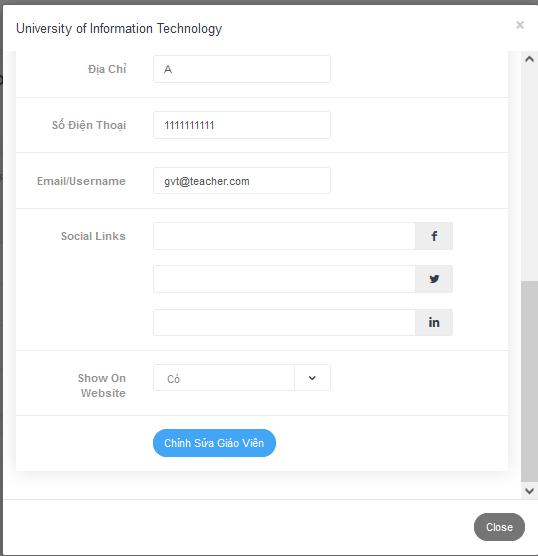 University of Information Technology
×
Địa Chỉ
A
Số Điện Thoại
1111111111
Email/Username
gvt@teacher.com
Social Links
Show On
Website
Có
Chỉnh Sửa Giáo Viên
Close